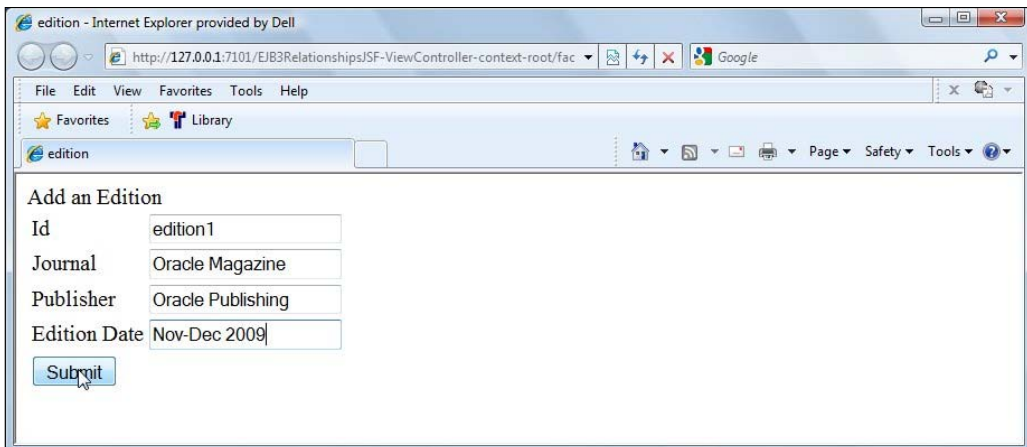 edition - Internet Explorer provided by Dell
http://127.0.0.1:7101/EJB3RelationshipsJSF-ViewController-context-root/fac
Google
File Edit View Favorites Tools Help
Favorites Library
edition
Page Safety Tools
Add an Edition
Id edition1
Journal Oracle Magazine
Publisher Oracle Publishing
Edition Date Nov-Dec 2009
Submit